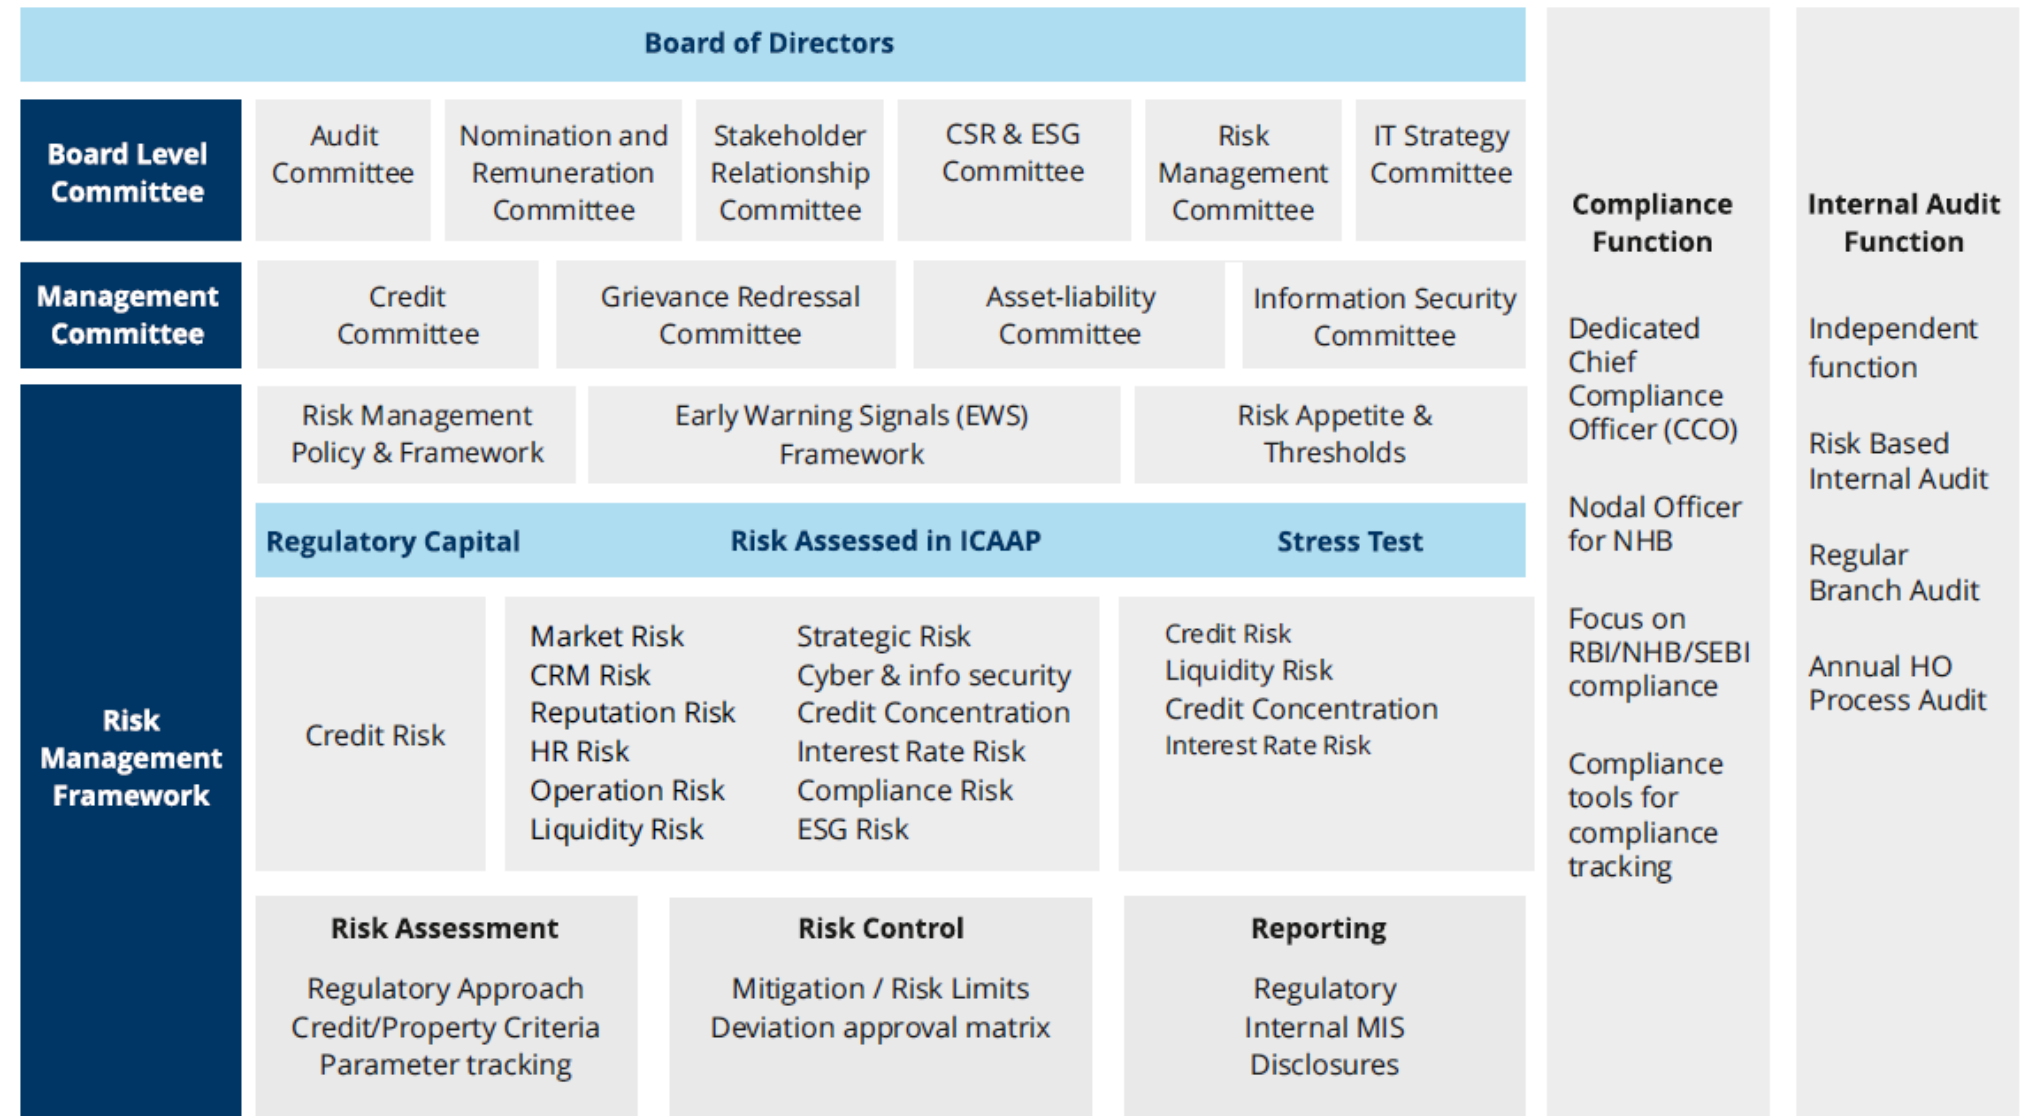 Board of Directors
Board Level
Committee
Audit
Committee
Nomination and
Remuneration
Committee
Stakeholder
Relationship
Committee
CSR & ESG
Committee
Risk
Management
Committee
IT Strategy
Committee
Management
Committee
Credit
Committee
Grievance Redressal
Committee
Asset-liability
Committee
Information Security
Committee
Risk
Management
Framework
Risk Management
Policy & Framework
Early Warning Signals (EWS)
Framework
Risk Appetite &
Thresholds
Regulatory Capital
Risk Assessed in ICAAP
Stress Test
Credit Risk
Market Risk
CRM Risk
Reputation Risk
HR Risk
Operation Risk
Liquidity Risk
Strategic Risk
Cyber & info security
Credit Concentration
Interest Rate Risk
Compliance Risk
ESG Risk
Credit Risk
Liquidity Risk
Credit Concentration
Interest Rate Risk
Risk Assessment
Regulatory Approach
Credit/Property Criteria
Parameter tracking
Risk Control
Mitigation / Risk Limits
Deviation approval matrix
Reporting
Regulatory
Internal MIS
Disclosures
Compliance
Function
Dedicated
Chief
Compliance
Officer (CCO)
Nodal Officer
for NHB
Focus on
RBI/NHB/SEBI
compliance
Compliance
tools for
compliance
tracking
Internal Audit
Function
Independent
function
Risk Based
Internal Audit
Regular
Branch Audit
Annual HO
Process Audit